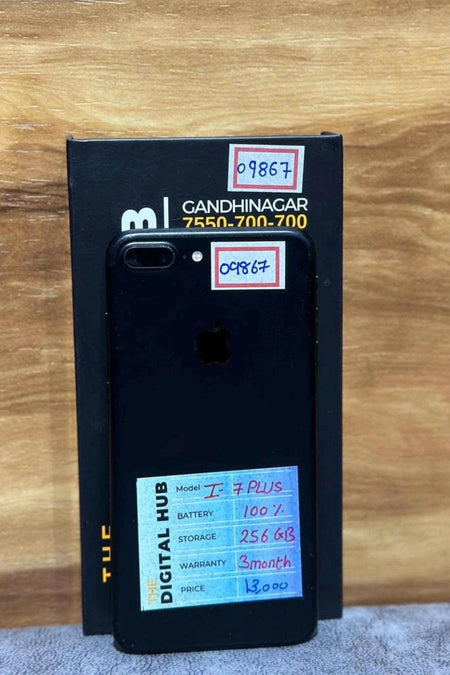 09867
GANDHINAGAR
7550-700-700
09867
THE
DIGITAL HUB
Model I-7 PLUS
BATTERY 100%
STORAGE 256 GB
WARRANTY 3month
PRICE 13,000
THE